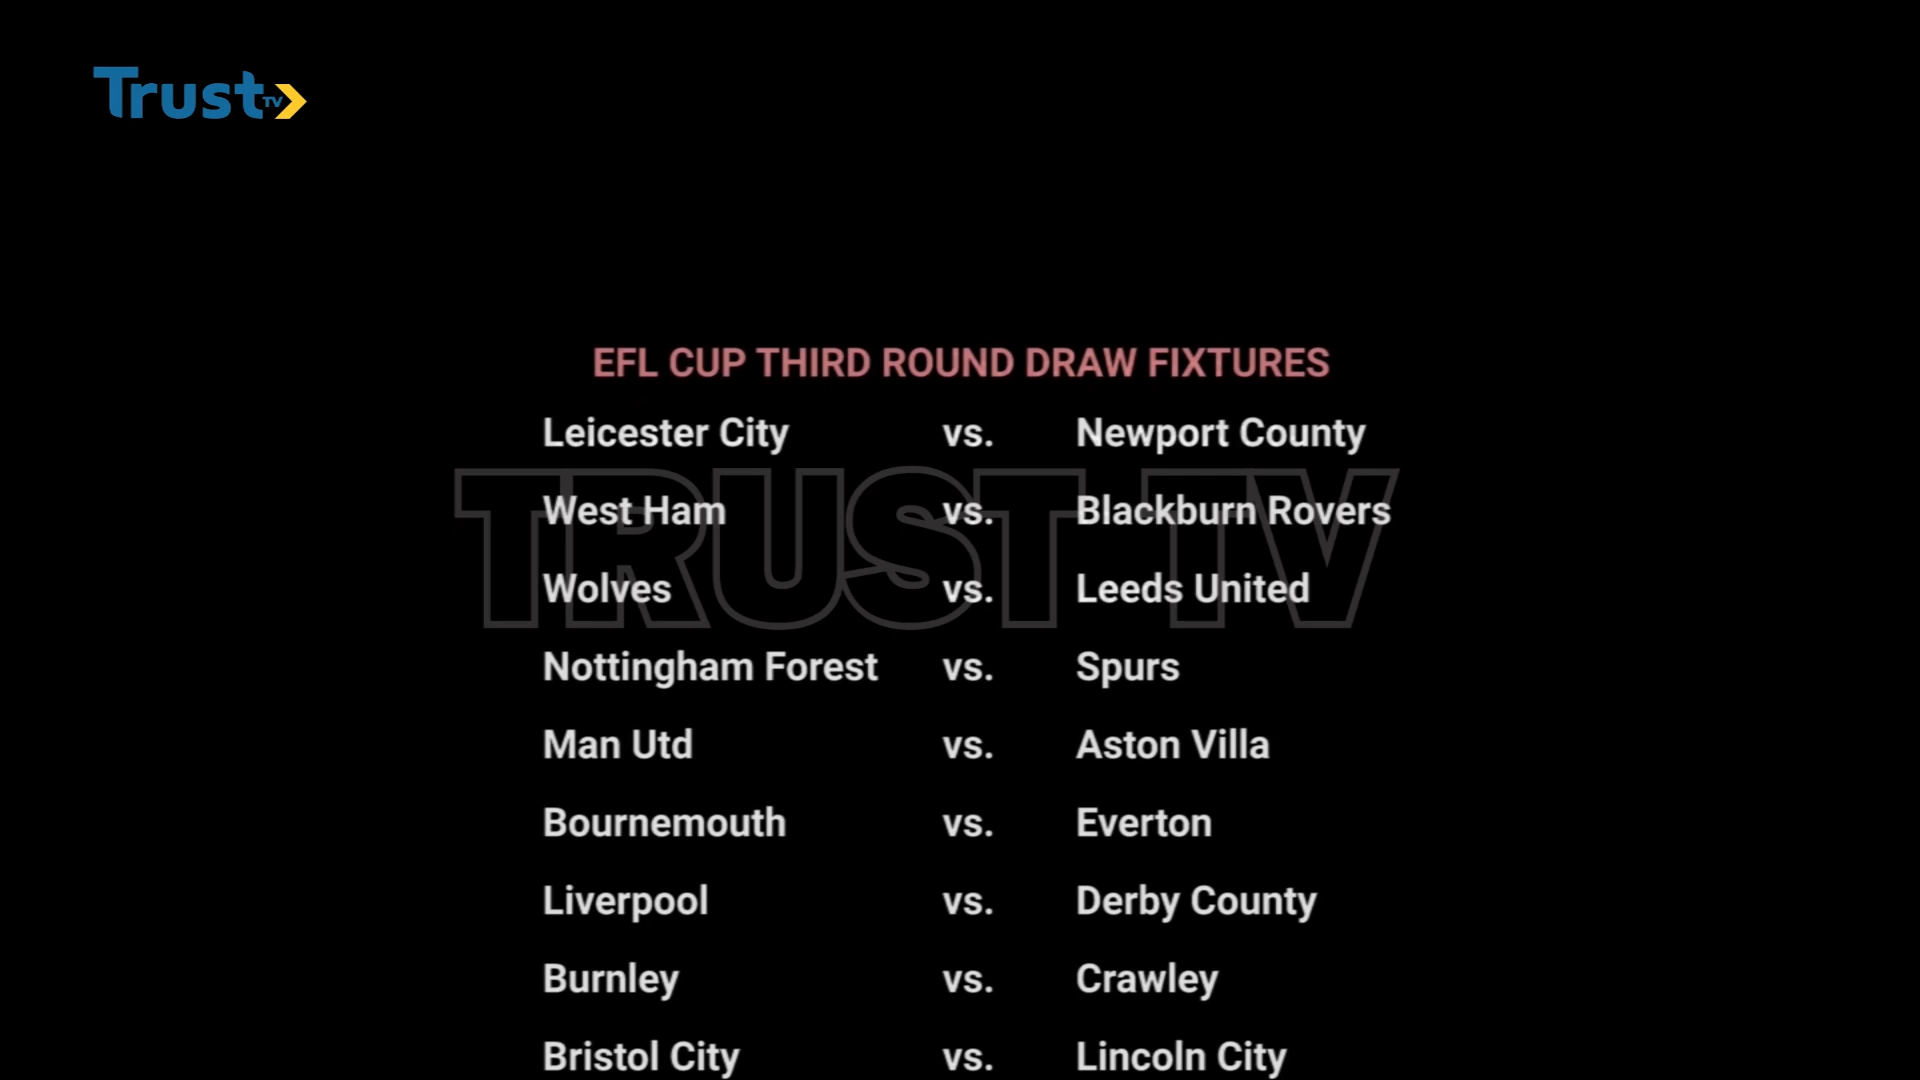 Trust TV
EFL CUP THIRD ROUND DRAW FIXTURES
Leicester City vs. Newport County
West Ham vs. Blackburn Rovers
TRUST TV
Wolves vs. Leeds United
Nottingham Forest vs. Spurs
Man Utd vs. Aston Villa
Bournemouth vs. Everton
Liverpool vs. Derby County
Burnley vs. Crawley
Bristol City vs. Lincoln City